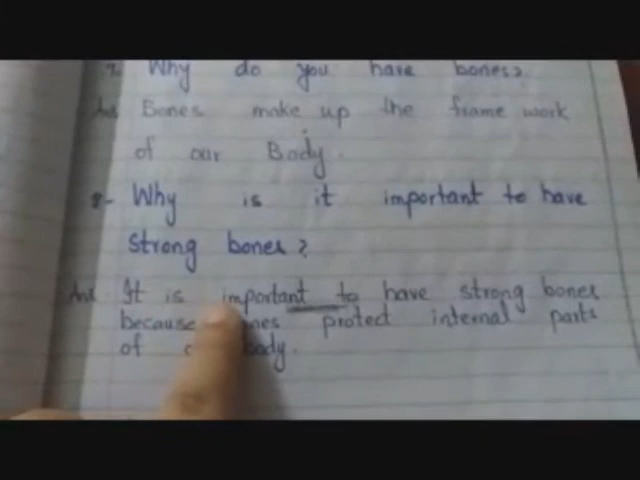 7. Why do you have bones?
Ans Bones make up the frame work
of our Body.
8- Why is it important to have
strong bones?
Ans It is important to have strong bones
because protect internal parts
of body.